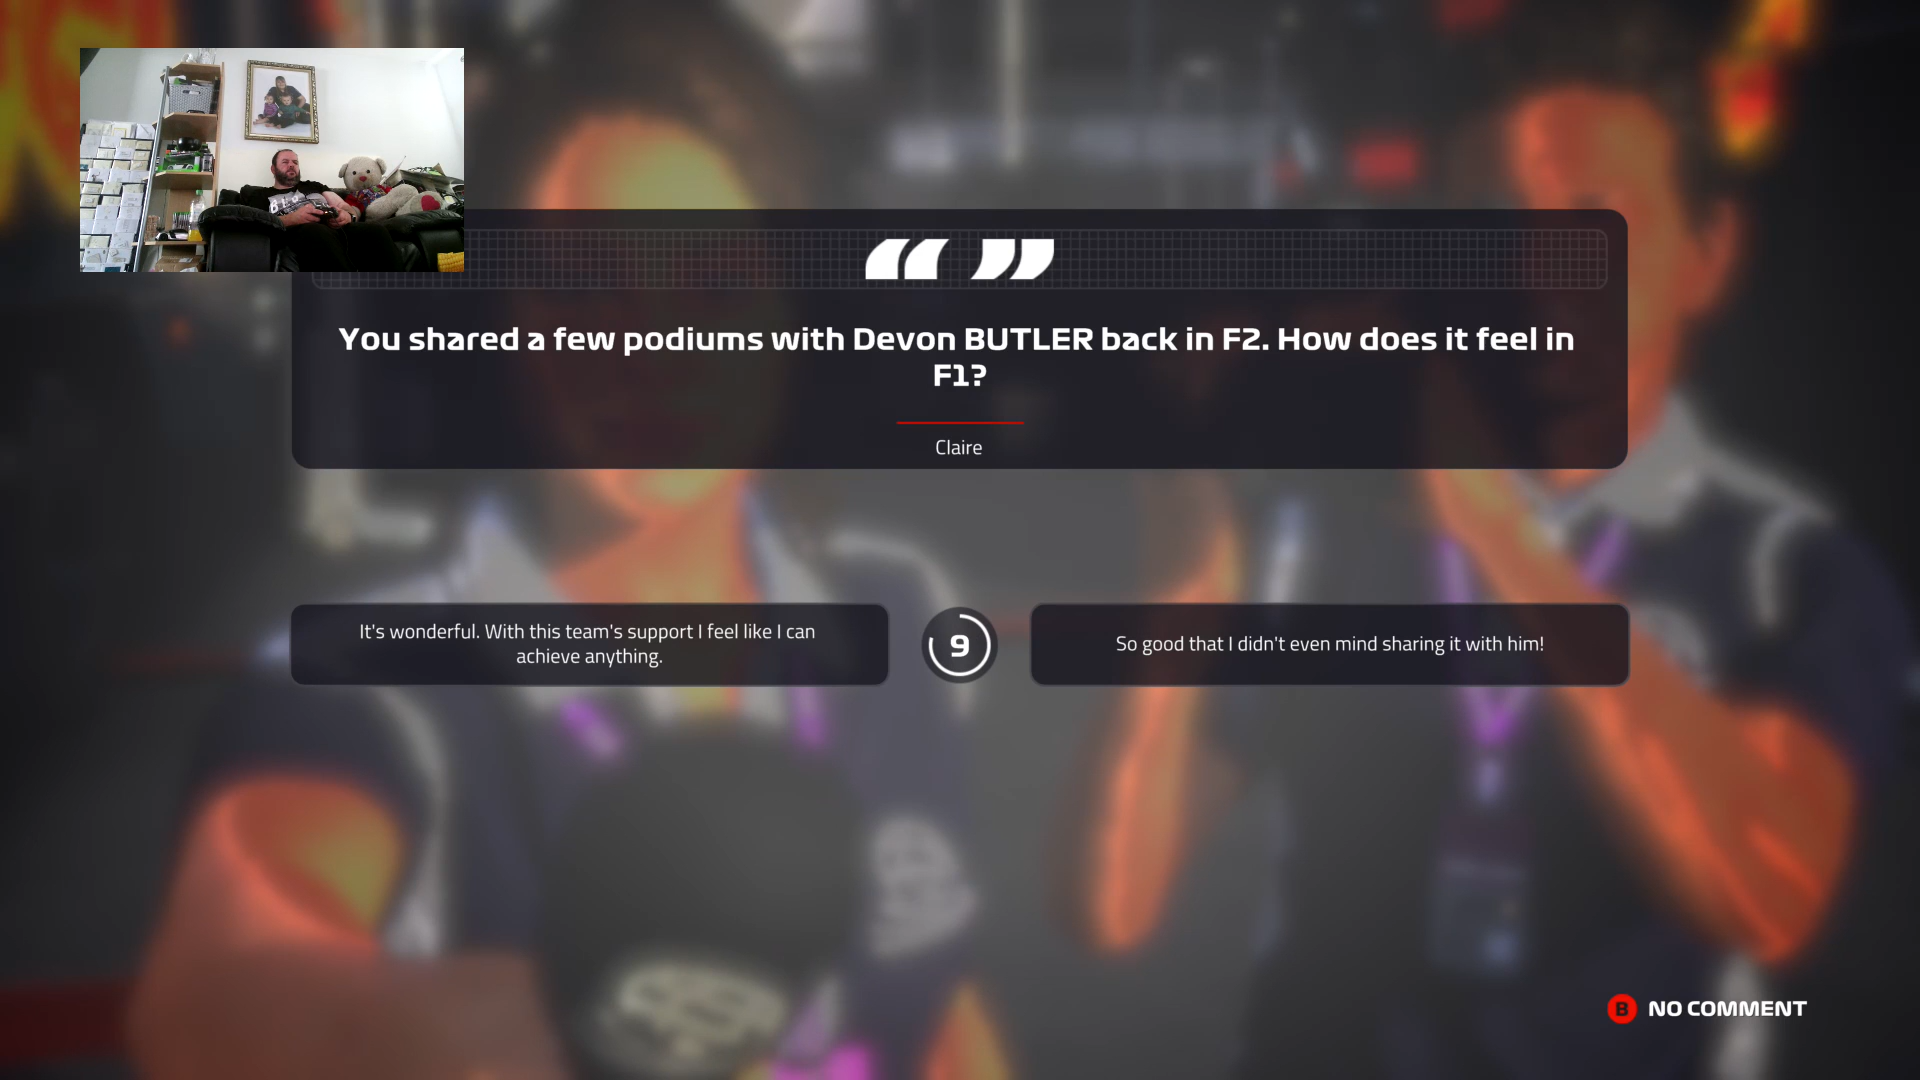 You shared a few podiums with Devon BUTLER back in F2. How does it feel in
F1?
Claire
It's wonderful. With this team's support I feel like I can
achieve anything.
9
So good that I didn't even mind sharing it with him!
B NO COMMENT